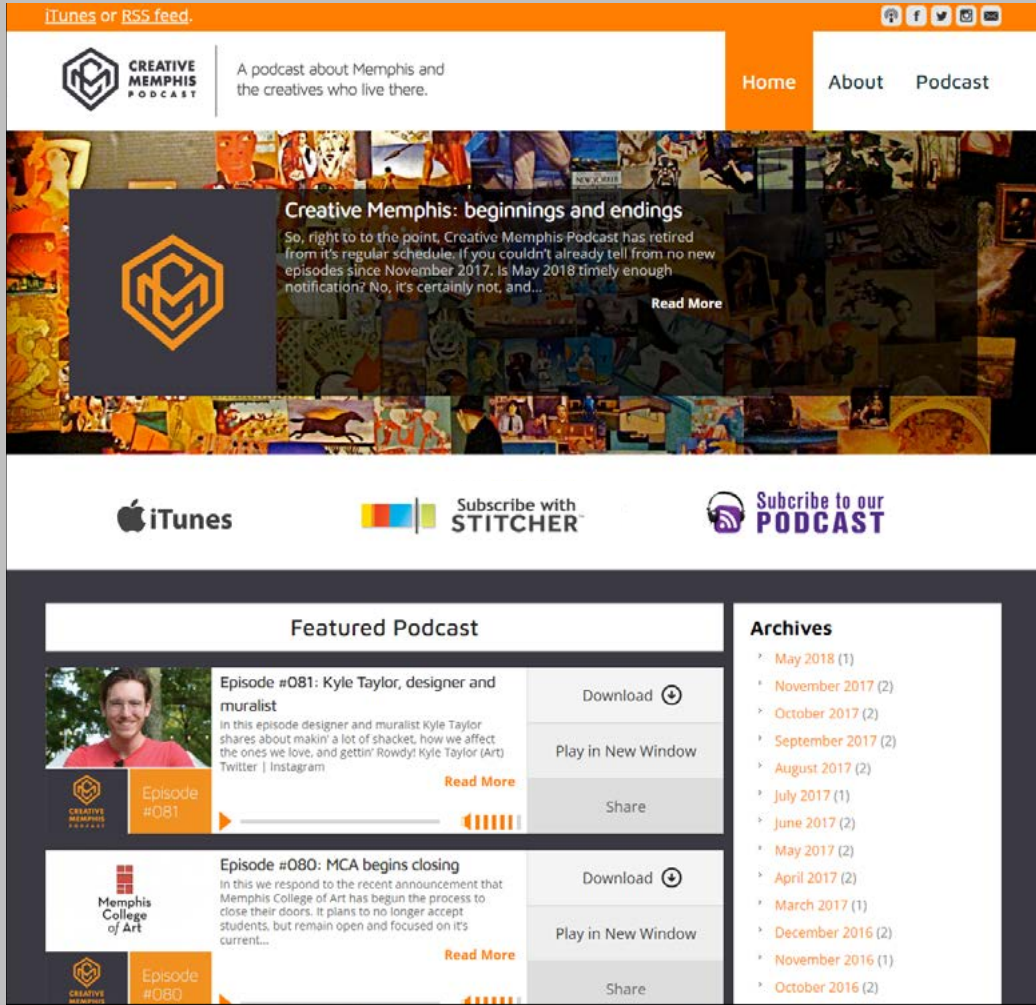 iTunes or RSS feed.
CREATIVE
MEMPHIS
PODCAST
A podcast about Memphis and
the creatives who live there.
Home
About
Podcast
Creative Memphis: beginnings and endings
So, right to to the point, Creative Memphis Podcast has retired
from it's regular schedule. If you couldn't already tell from no new
episodes since November 2017. Is May 2018 timely enough
notification? No, it's certainly not, and...
Read More
iTunes
Subscribe with
STITCHER
Subcribe to our
PODCAST
Featured Podcast
Episode #081: Kyle Taylor, designer and
muralist
In this episode designer and muralist Kyle Taylor
shares about makin' a lot of shacket, how we affect
the ones we love, and gettin' Rowdy! Kyle Taylor (Art)
Twitter | Instagram
Read More
CREATIVE
MEMPHIS
PODCAST
Episode
#081
Download
Play in New Window
Share
Memphis
College
of Art
Episode #080: MCA begins closing
In this we respond to the recent announcement that
Memphis College of Art has begun the process to
close their doors. It plans to no longer accept
students, but remain open and focused on it's
current...
Read More
CREATIVE
MEMPHIS
Episode
#080
Download
Play in New Window
Share
Archives
May 2018 (1)
November 2017 (2)
October 2017 (2)
September 2017 (2)
August 2017 (2)
July 2017 (1)
June 2017 (2)
May 2017 (2)
April 2017 (2)
March 2017 (1)
December 2016 (2)
November 2016 (1)
October 2016 (2)